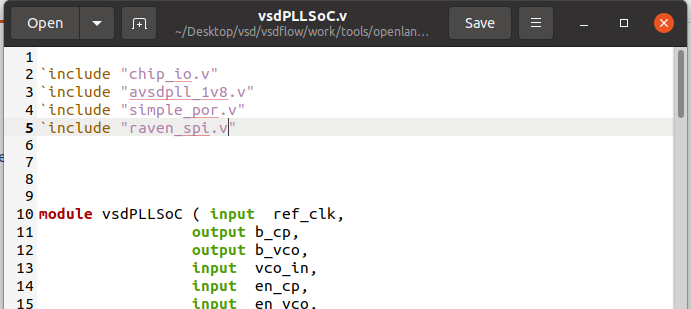 Open
vsdPLLSoC.v
~/Desktop/vsd/vsdflow/work/tools/openlan...
Save
1
2 `include "chip_io.v"
3 `include "avsdpll_1v8.v"
4 `include "simple_por.v"
5 `include "raven_spi.v"
6
7
8
9
10 module vsdPLLSoC ( input  ref_clk,
11                  output b_cp,
12                  output b_vco,
13                  input  vco_in,
14                  input  en_cp,
15                  input  en_vco,